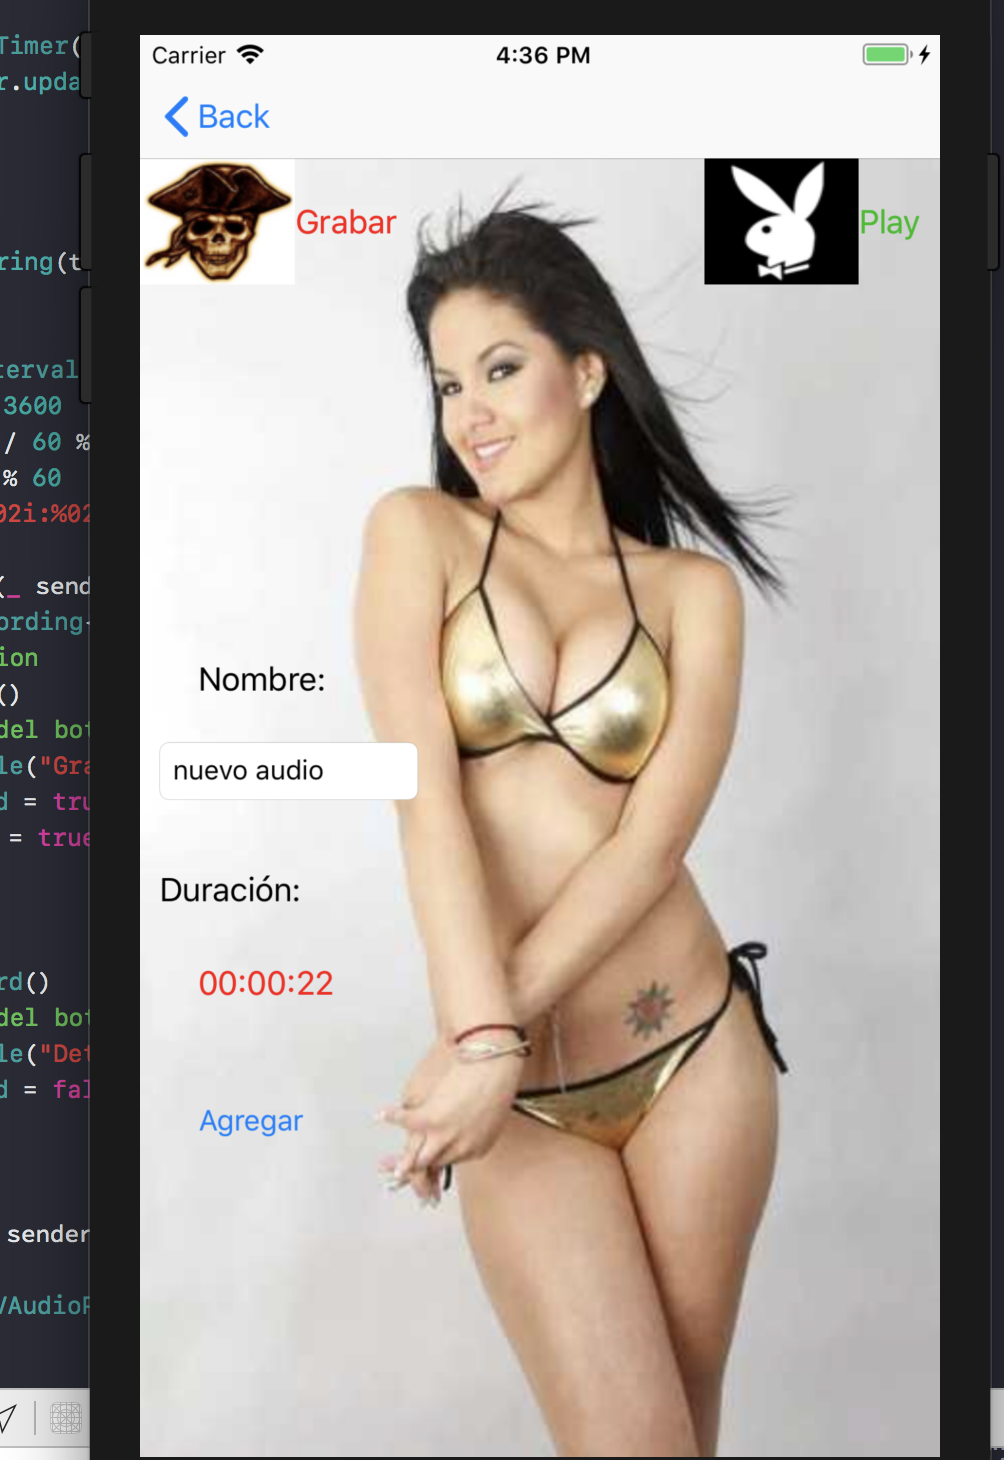 Carrier 4:36 PM
Back
Grabar Play
Nombre:
nuevo audio
Duración:
00:00:22
Agregar
Timer(
r.upda
ring(t
terval
3600
/ 60 %
% 60
02i:%02
(_ send
ording
ion
()
del bot
le("Gra
d = tru
= true
rd()
del bot
le("Det
d = fal
sender
/AudioP